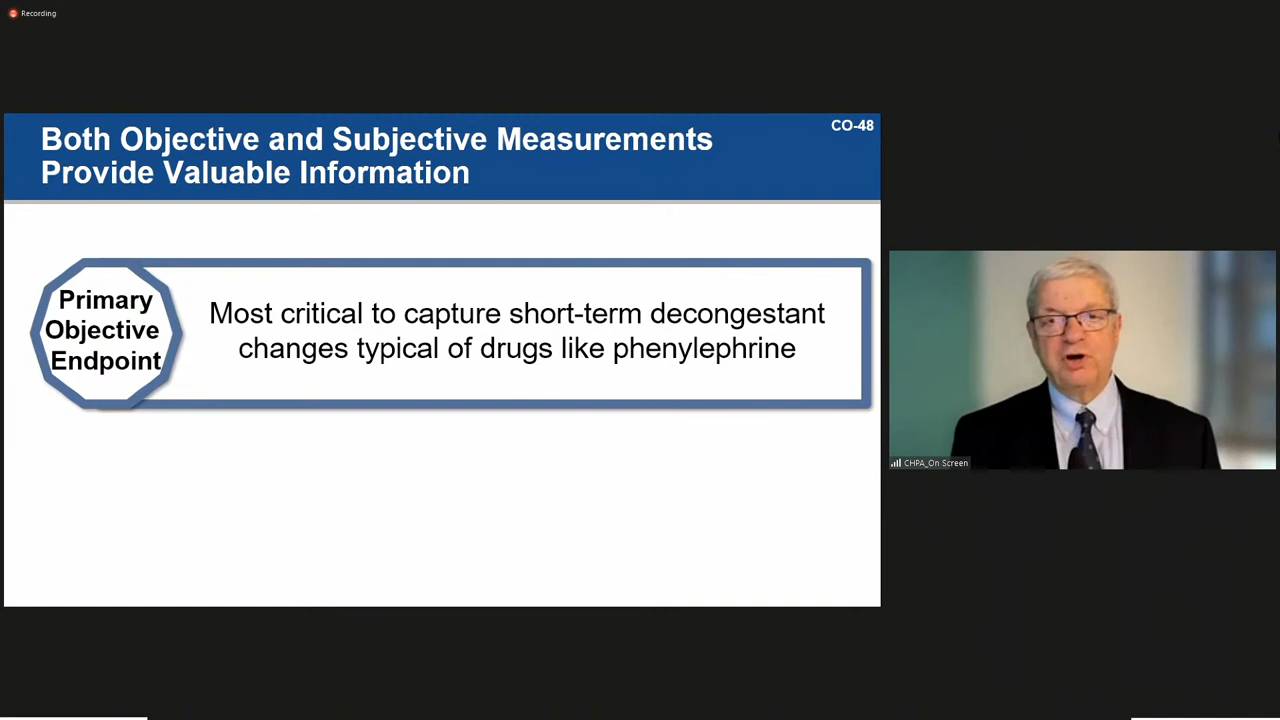 Recording
Both Objective and Subjective Measurements
Provide Valuable Information
CO-48
Primary
Objective
Endpoint
Most critical to capture short-term decongestant
changes typical of drugs like phenylephrine
CHPA_On Screen